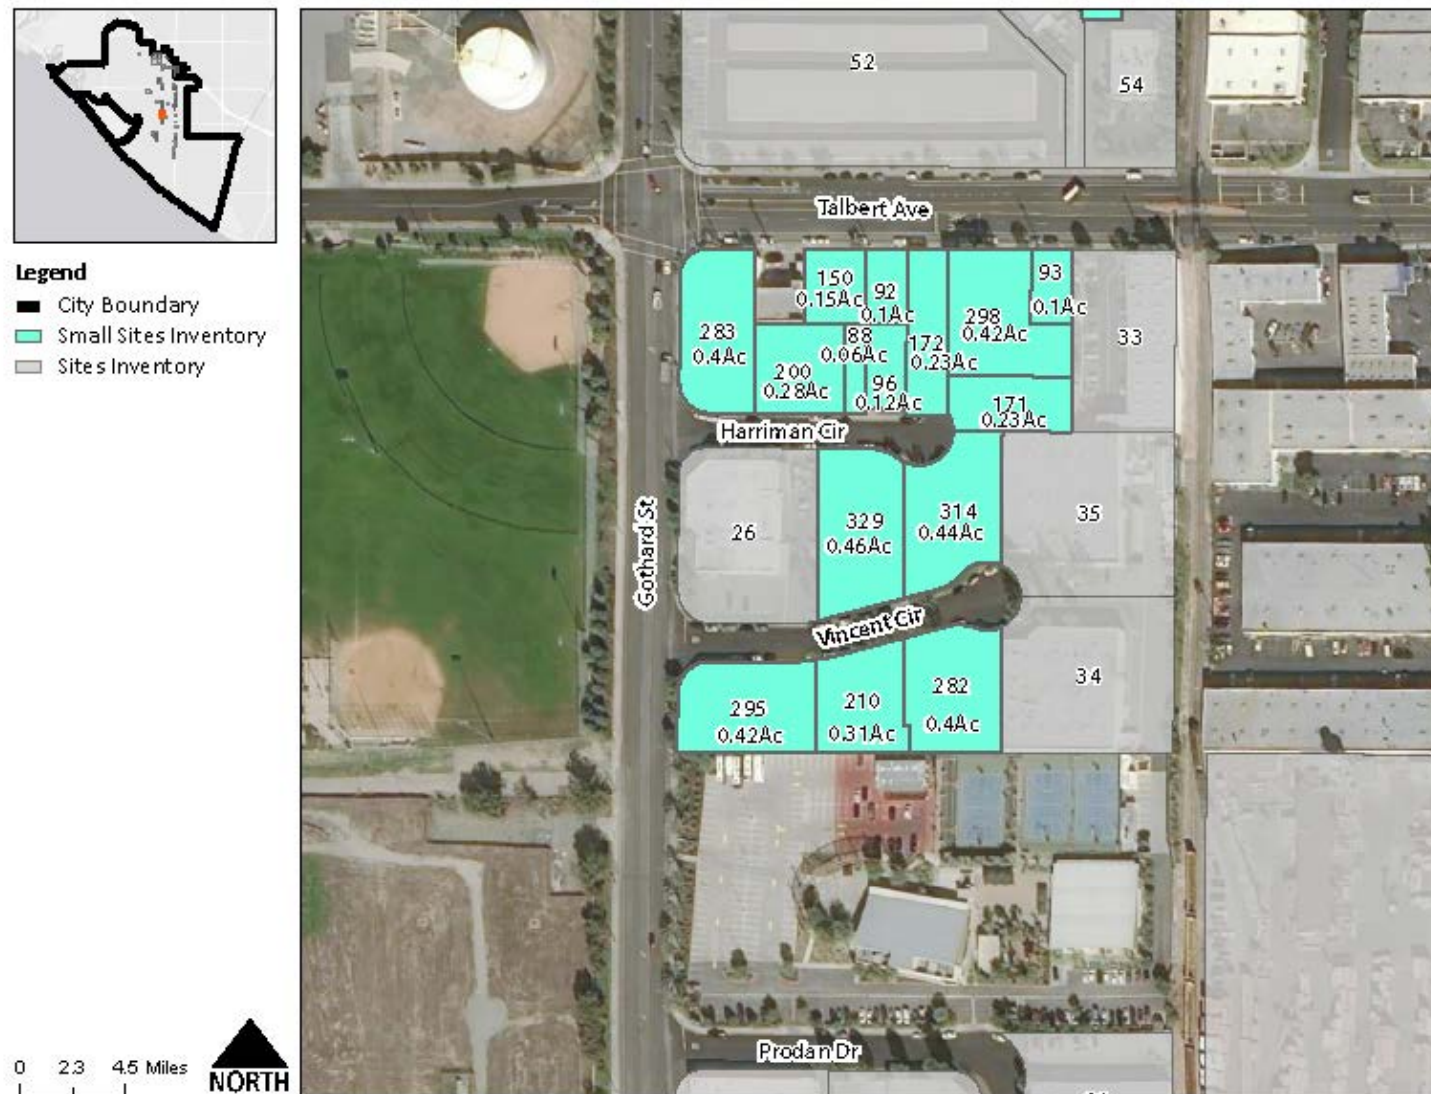 Legend
City Boundary
Small Sites Inventory
Sites Inventory
0 2.3 4.5 Miles
NORTH
52
54
Talbert Ave
283
0.4Ac
150
0.15Ac
92
0.1Ac
88
0.06Ac
172
0.23Ac
298
0.42Ac
93
0.1Ac
33
200
0.28Ac
96
0.12Ac
171
0.23Ac
Harriman Cir
Gothard St
26
329
0.46Ac
314
0.44Ac
35
Vincent Cir
295
0.42Ac
210
0.31Ac
282
0.4Ac
34
Prodan Dr